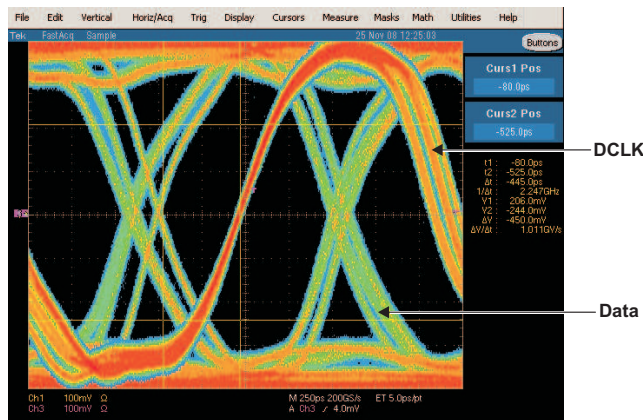 File Edit Vertical Horiz/Acq Trig Display Cursors Measure Masks Math Utilities Help
Tek FastAcq Sample 25 Nov 08 12:25:03
Buttons
Curs1 Pos
-80.0ps
Curs2 Pos
-525.0ps
DCLK
t1 : -80.0ps
t2 : -525.0ps
Δt : -445.0ps
1/Δt : 2.247GHz
V1 : 206.0mV
V2 : -244.0mV
ΔV : -450.0mV
ΔV/Δt : 1.011GV/s
Data
Ch1 100mV Ω M 250ps 200GS/s ET 5.0ps/pt
Ch3 100mV Ω A Ch3 ∕ 4.0mV